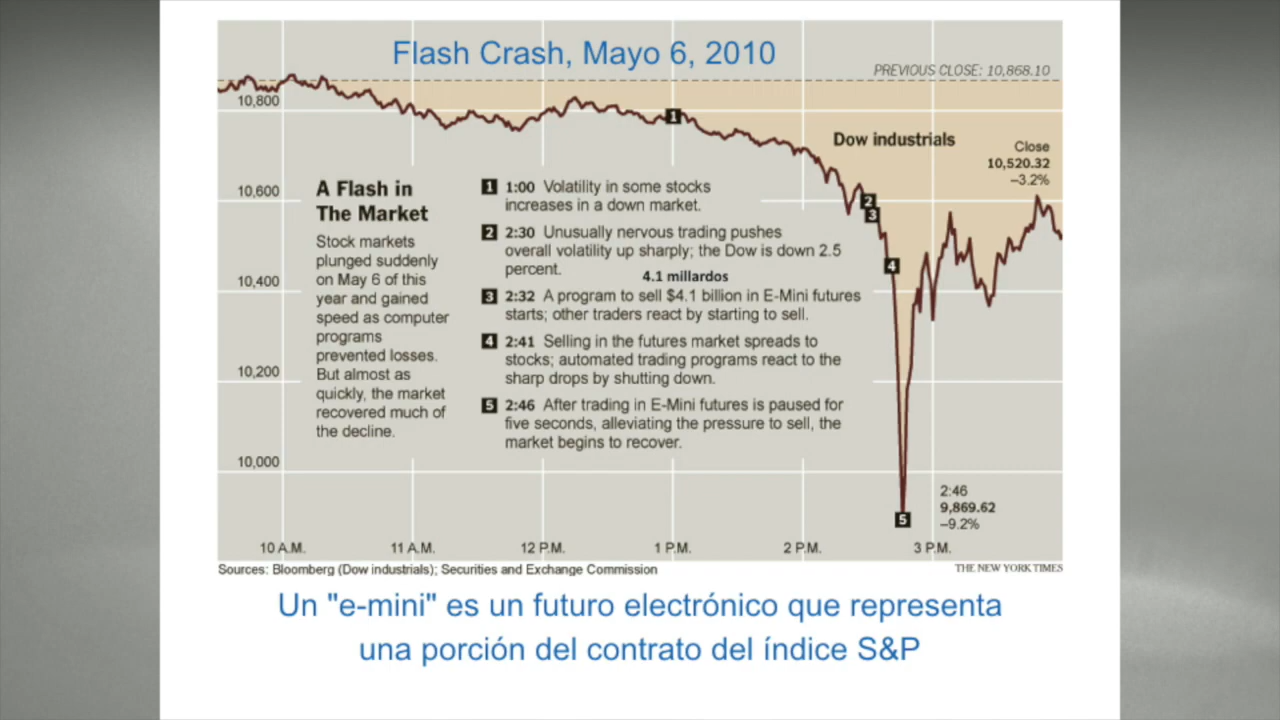 Flash Crash, Mayo 6, 2010
PREVIOUS CLOSE: 10,868.10
10,800
1
Dow industrials
Close
10,520.32
–3.2%
10,600
2
3
A Flash in
The Market
Stock markets
plunged suddenly
on May 6 of this
year and gained
speed as computer
programs
prevented losses.
But almost as
quickly, the market
recovered much of
the decline.
1 1:00 Volatility in some stocks
increases in a down market.
2 2:30 Unusually nervous trading pushes
overall volatility up sharply; the Dow is down 2.5
percent.
4.1 millardos
3 2:32 A program to sell $4.1 billion in E-Mini futures
starts; other traders react by starting to sell.
4 2:41 Selling in the futures market spreads to
stocks; automated trading programs react to the
sharp drops by shutting down.
5 2:46 After trading in E-Mini futures is paused for
five seconds, alleviating the pressure to sell, the
market begins to recover.
4
10,400
10,200
10,000
2:46
9,869.62
–9.2%
5
10 A.M.
11 A.M.
12 P.M.
1 P.M.
2 P.M.
3 P.M.
Sources: Bloomberg (Dow industrials); Securities and Exchange Commission
THE NEW YORK TIMES
Un "e-mini" es un futuro electrónico que representa
una porción del contrato del índice S&P